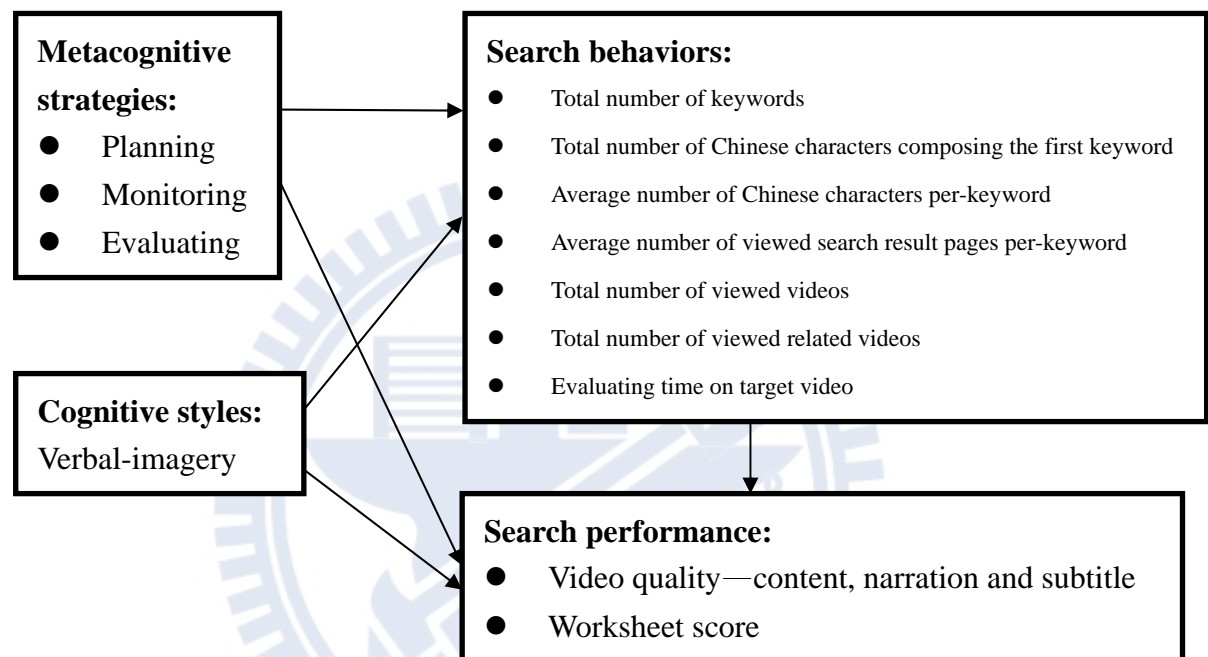 Metacognitive
strategies:
● Planning
● Monitoring
● Evaluating
Cognitive styles:
Verbal-imagery
Search behaviors:
● Total number of keywords
● Total number of Chinese characters composing the first keyword
● Average number of Chinese characters per-keyword
● Average number of viewed search result pages per-keyword
● Total number of viewed videos
● Total number of viewed related videos
● Evaluating time on target video
Search performance:
● Video quality—content, narration and subtitle
● Worksheet score